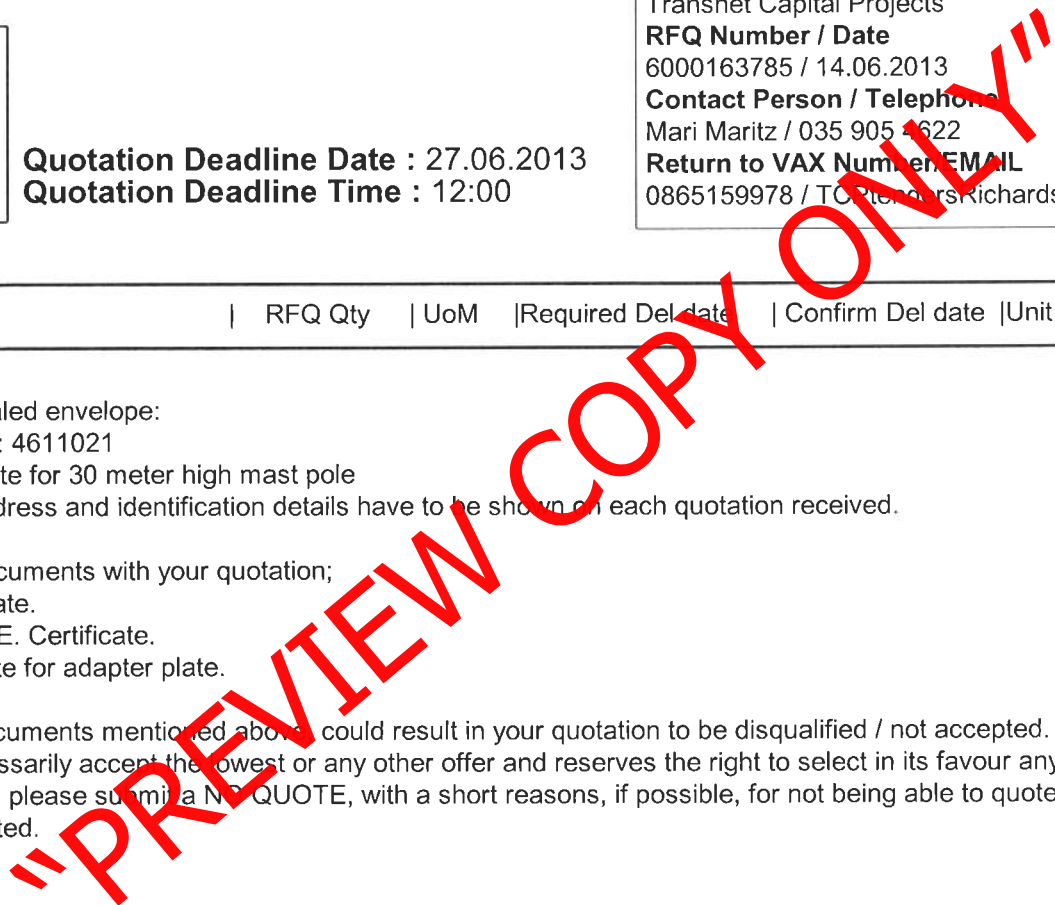 Transnet Capital Projects
RFQ Number / Date
6000163785 / 14.06.2013
Contact Person / Telephone
Mari Maritz / 035 905 4622
Return to VAX Number/EMAIL
0865159978 / TCPtendersRichards
Quotation Deadline Date : 27.06.2013
Quotation Deadline Time : 12:00
| RFQ Qty | UoM |Required Del date | Confirm Del date |Unit
led envelope:
: 4611021
te for 30 meter high mast pole
dress and identification details have to be shown on each quotation received.
cuments with your quotation;
ate.
E. Certificate.
te for adapter plate.
cuments mentioned above, could result in your quotation to be disqualified / not accepted.
ssarily accept the lowest or any other offer and reserves the right to select in its favour any
please submit a NO QUOTE, with a short reasons, if possible, for not being able to quote
ted.
"PREVIEW COPY ONLY"